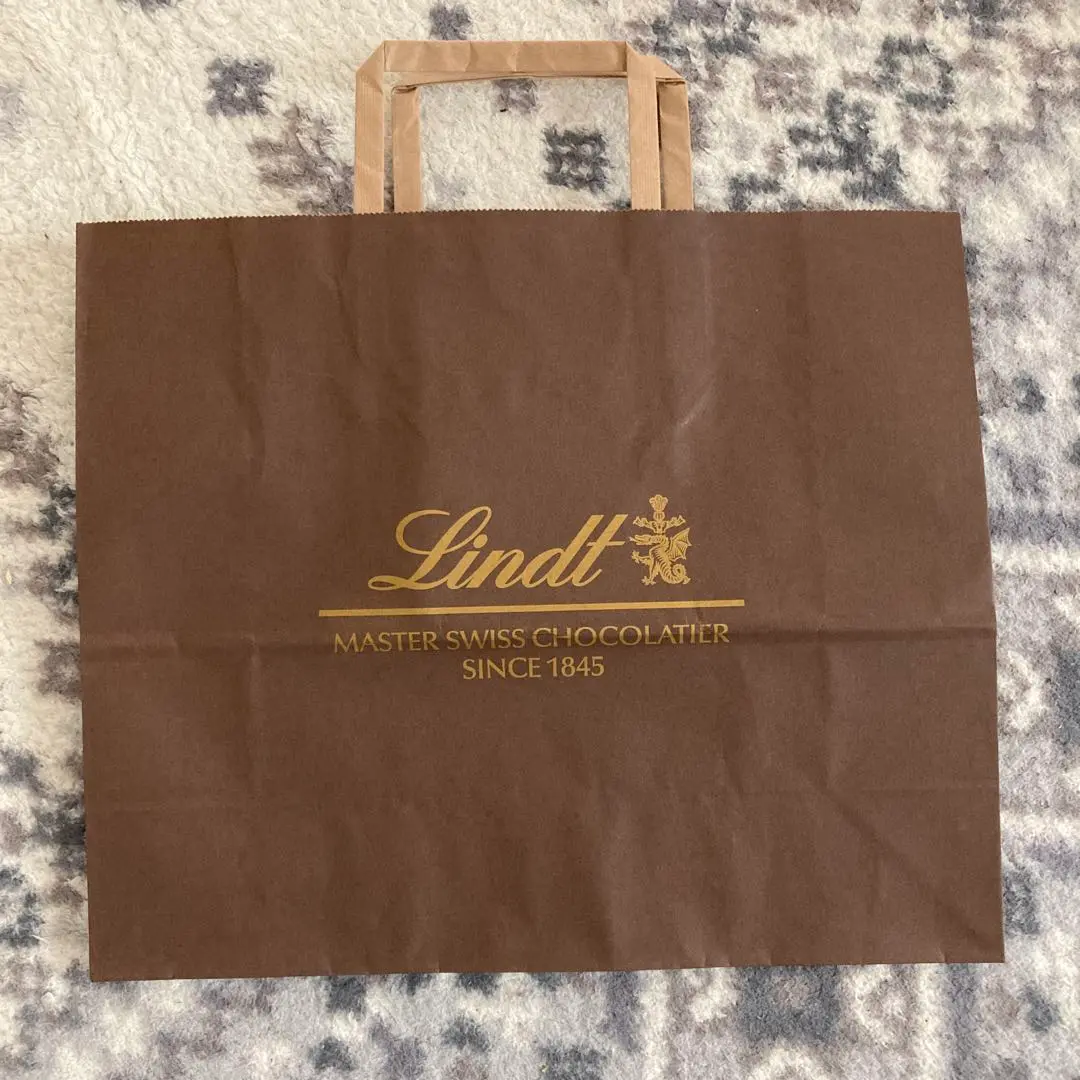 Lindt
MASTER SWISS CHOCOLATIER
SINCE 1845